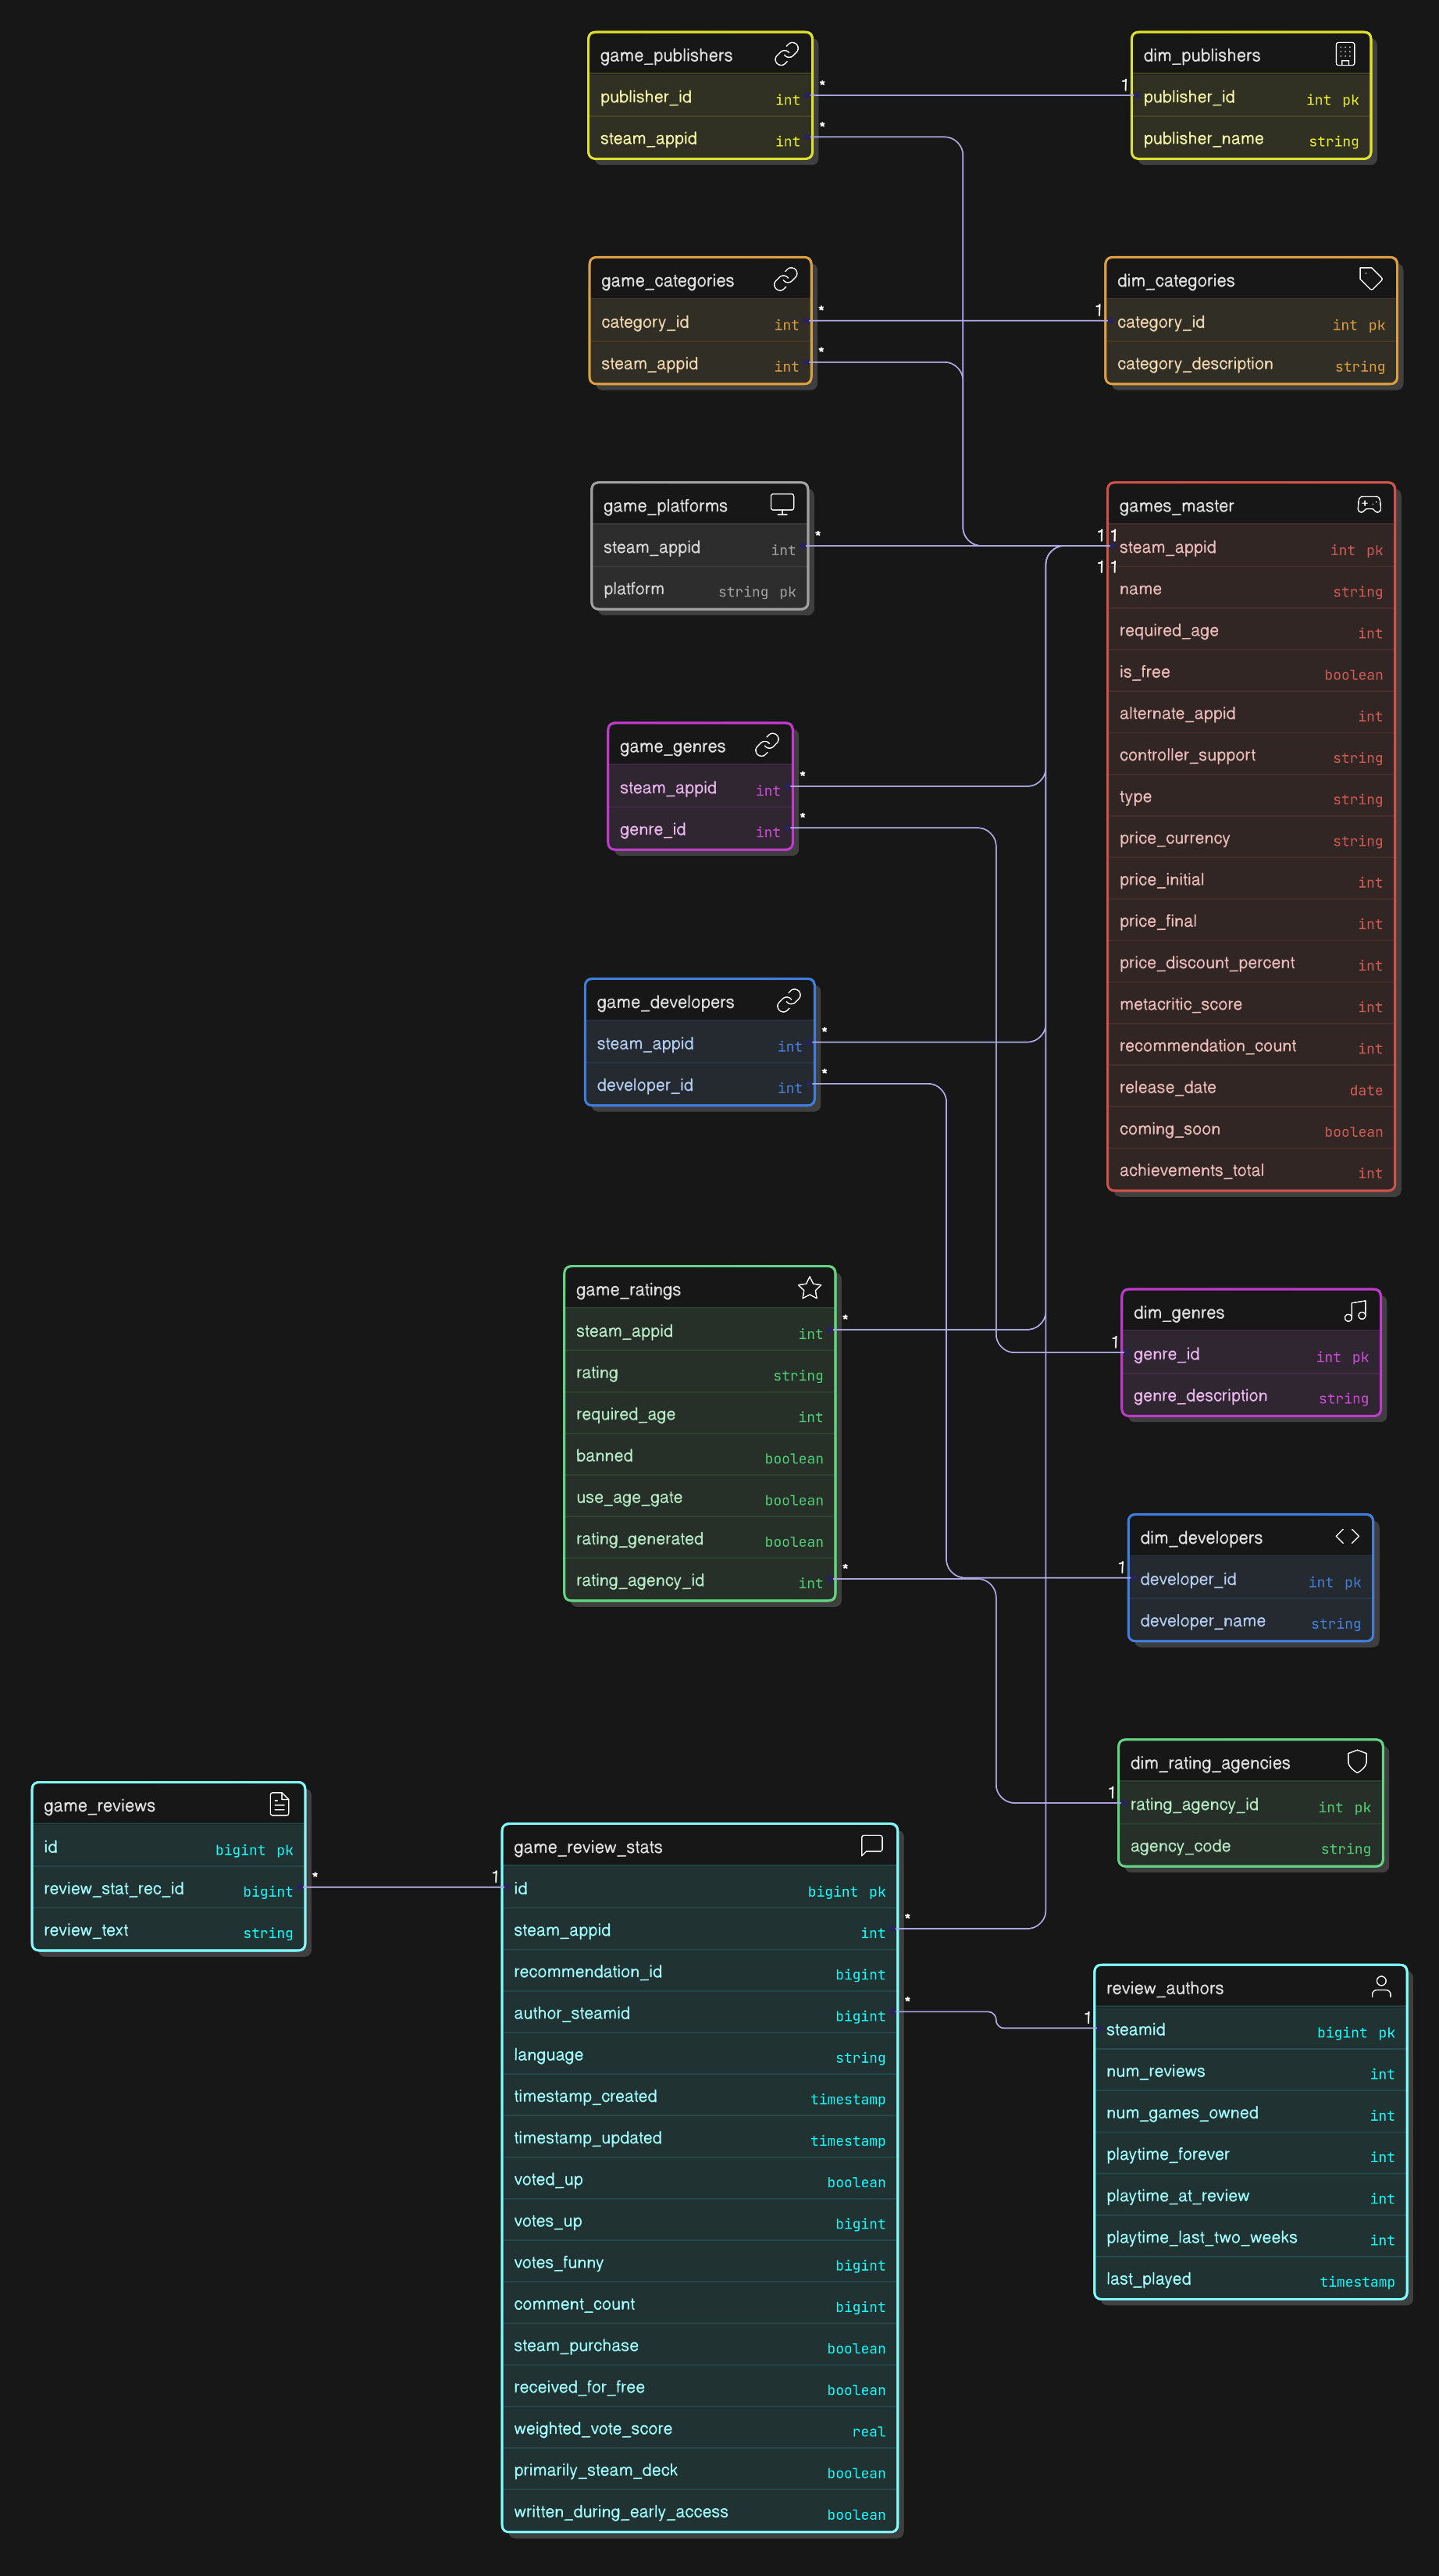 game_publishers
publisher_id int
steam_appid int
* 1
*
dim_publishers
publisher_id int pk
publisher_name string
game_categories
category_id int
steam_appid int
* 1
*
dim_categories
category_id int pk
category_description string
game_platforms
steam_appid int
platform string pk
* 11
11
games_master
steam_appid int pk
name string
required_age int
is_free boolean
alternate_appid int
controller_support string
type string
price_currency string
price_initial int
price_final int
price_discount_percent int
metacritic_score int
recommendation_count int
release_date date
coming_soon boolean
achievements_total int
game_genres
steam_appid int
genre_id int
*
*
game_developers
steam_appid int
developer_id int
*
*
game_ratings
steam_appid int
rating string
required_age int
banned boolean
use_age_gate boolean
rating_generated boolean
rating_agency_id int
*
*
1
dim_genres
genre_id int pk
genre_description string
1
dim_developers
developer_id int pk
developer_name string
1
dim_rating_agencies
rating_agency_id int pk
agency_code string
game_reviews
id bigint pk
review_stat_rec_id bigint
review_text string
* 1
game_review_stats
id bigint pk
steam_appid int
recommendation_id bigint
author_steamid bigint
language string
timestamp_created timestamp
timestamp_updated timestamp
voted_up boolean
votes_up bigint
votes_funny bigint
comment_count bigint
steam_purchase boolean
received_for_free boolean
weighted_vote_score real
primarily_steam_deck boolean
written_during_early_access boolean
*
* 1
review_authors
steamid bigint pk
num_reviews int
num_games_owned int
playtime_forever int
playtime_at_review int
playtime_last_two_weeks int
last_played timestamp